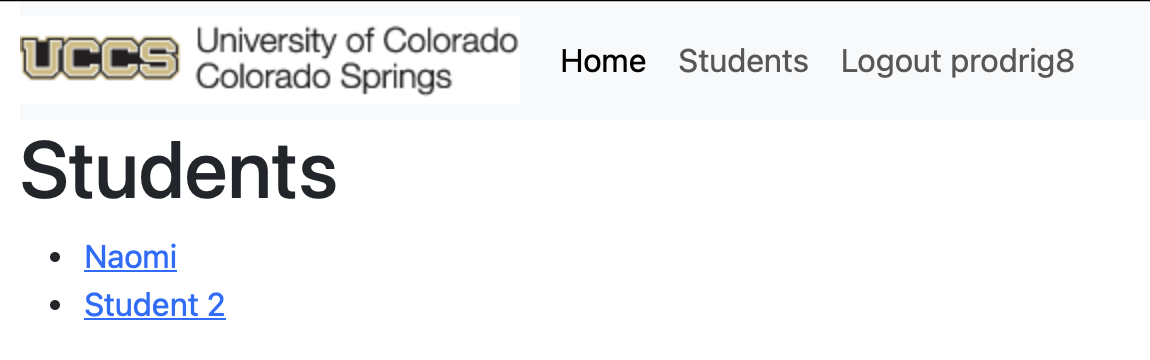 UCCS University of Colorado
Colorado Springs
Home Students Logout prodrig8
Students
Naomi
Student 2